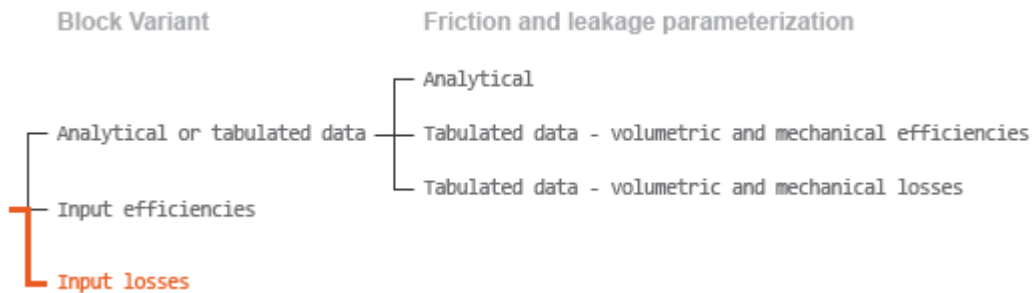 Block Variant
Friction and leakage parameterization
Analytical
Analytical or tabulated data
Tabulated data - volumetric and mechanical efficiencies
Tabulated data - volumetric and mechanical losses
Input efficiencies
Input losses